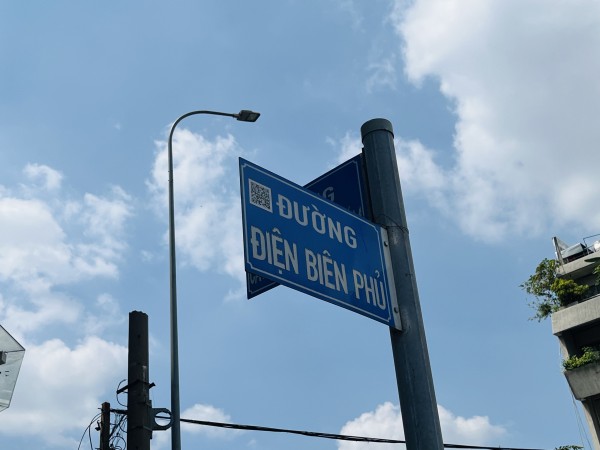 ĐƯỜNG
ĐIỆN BIÊN PHỦ